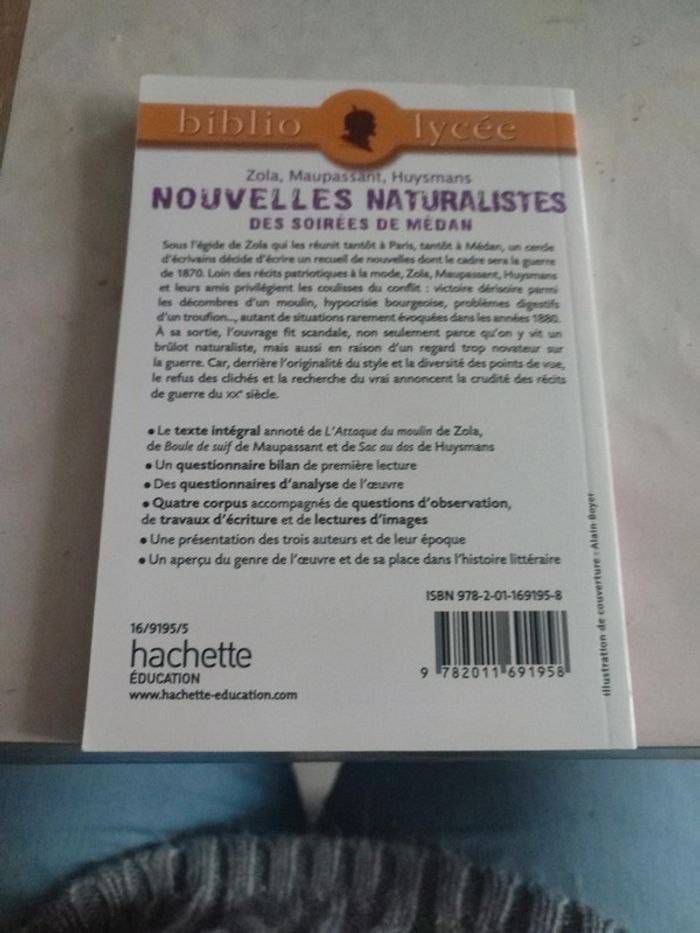 biblio lycée
Zola, Maupassant, Huysmans
NOUVELLES NATURALISTES
DES SOIRÉES DE MÉDAN
Sous l'égide de Zola qui les réunit tantôt à Paris, tantôt à Médan, un cercle
d'écrivains décide d'écrire un recueil de nouvelles dont le cadre sera la guerre
de 1870. Loin des récits patriotiques à la mode, Zola, Maupassant, Huysmans
et leurs amis privilégient les coulisses du conflit : victoire dérisoire parmi
les décombres d'un moulin, hypocrisie bourgeoise, problèmes digestifs
d'un troufion..., autant de situations rarement évoquées dans les années 1880.
À sa sortie, l'ouvrage fit scandale, non seulement parce qu'on y vit un
brûlot naturaliste, mais aussi en raison d'un regard trop novateur sur
la guerre. Car, derrière l'originalité du style et la diversité des points de vue,
le refus des clichés et la recherche du vrai annoncent la crudité des récits
de guerre du XXe siècle.
• Le texte intégral annoté de L'Attaque du moulin de Zola,
de Boule de suif de Maupassant et de Sac au dos de Huysmans
• Un questionnaire bilan de première lecture
• Des questionnaires d'analyse de l'œuvre
• Quatre corpus accompagnés de questions d'observation,
de travaux d'écriture et de lectures d'images
• Une présentation des trois auteurs et de leur époque
• Un aperçu du genre de l'œuvre et de sa place dans l'histoire littéraire
ISBN 978-2-01-169195-8
16/9195/5
hachette
ÉDUCATION
www.hachette-education.com
9 782011 691958
Illustration de couverture : Alain Boyer